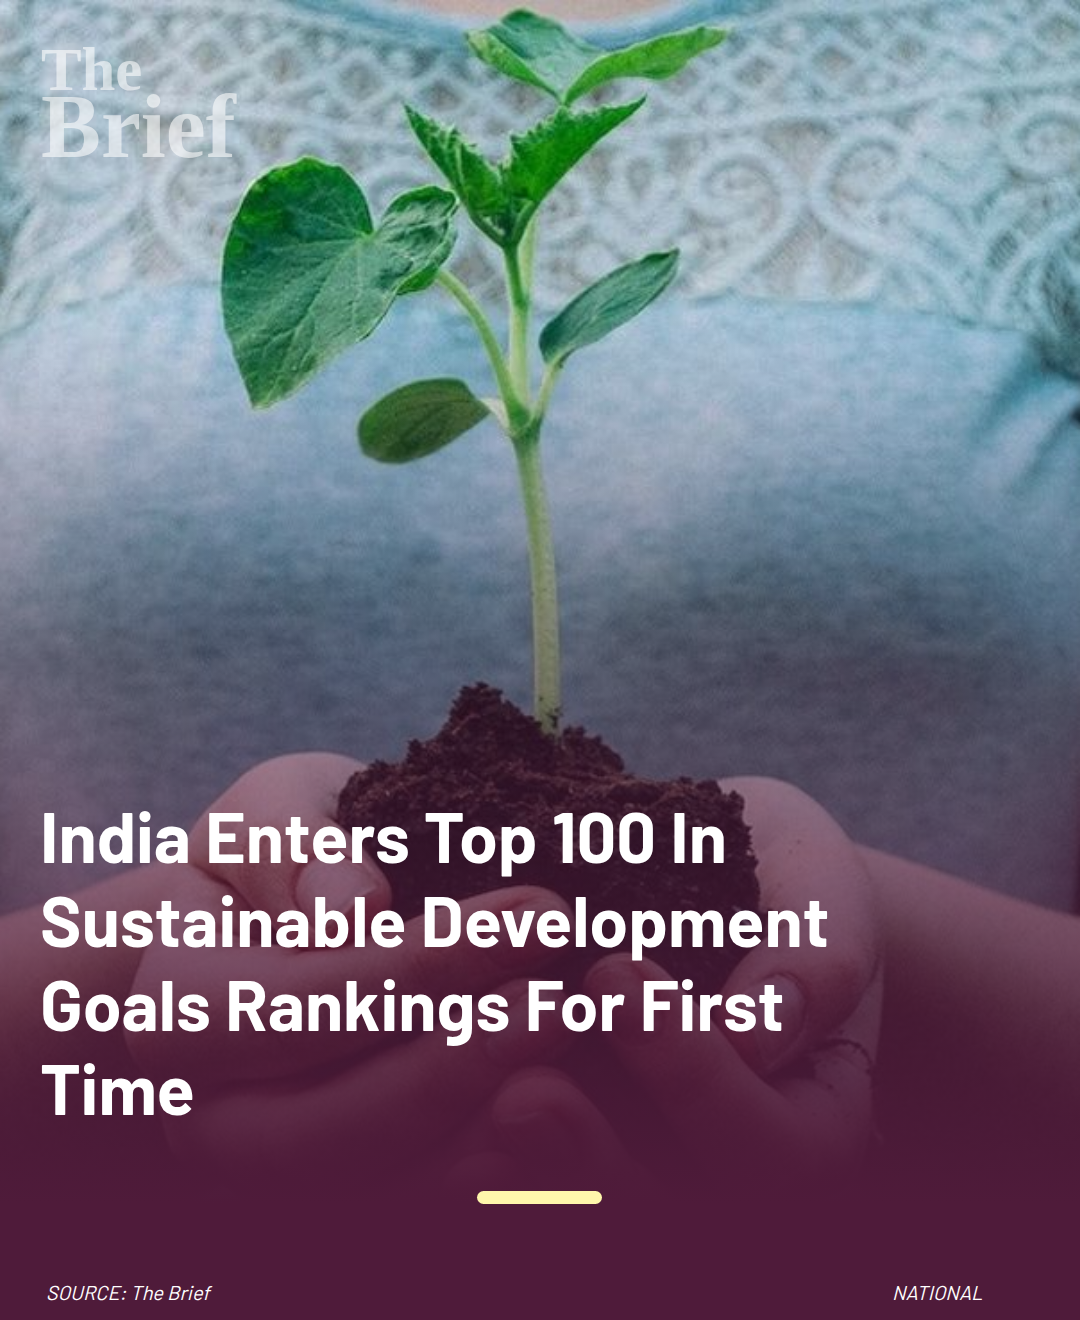 The
Brief
India Enters Top 100 In
Sustainable Development
Goals Rankings For First
Time
SOURCE: The Brief
NATIONAL